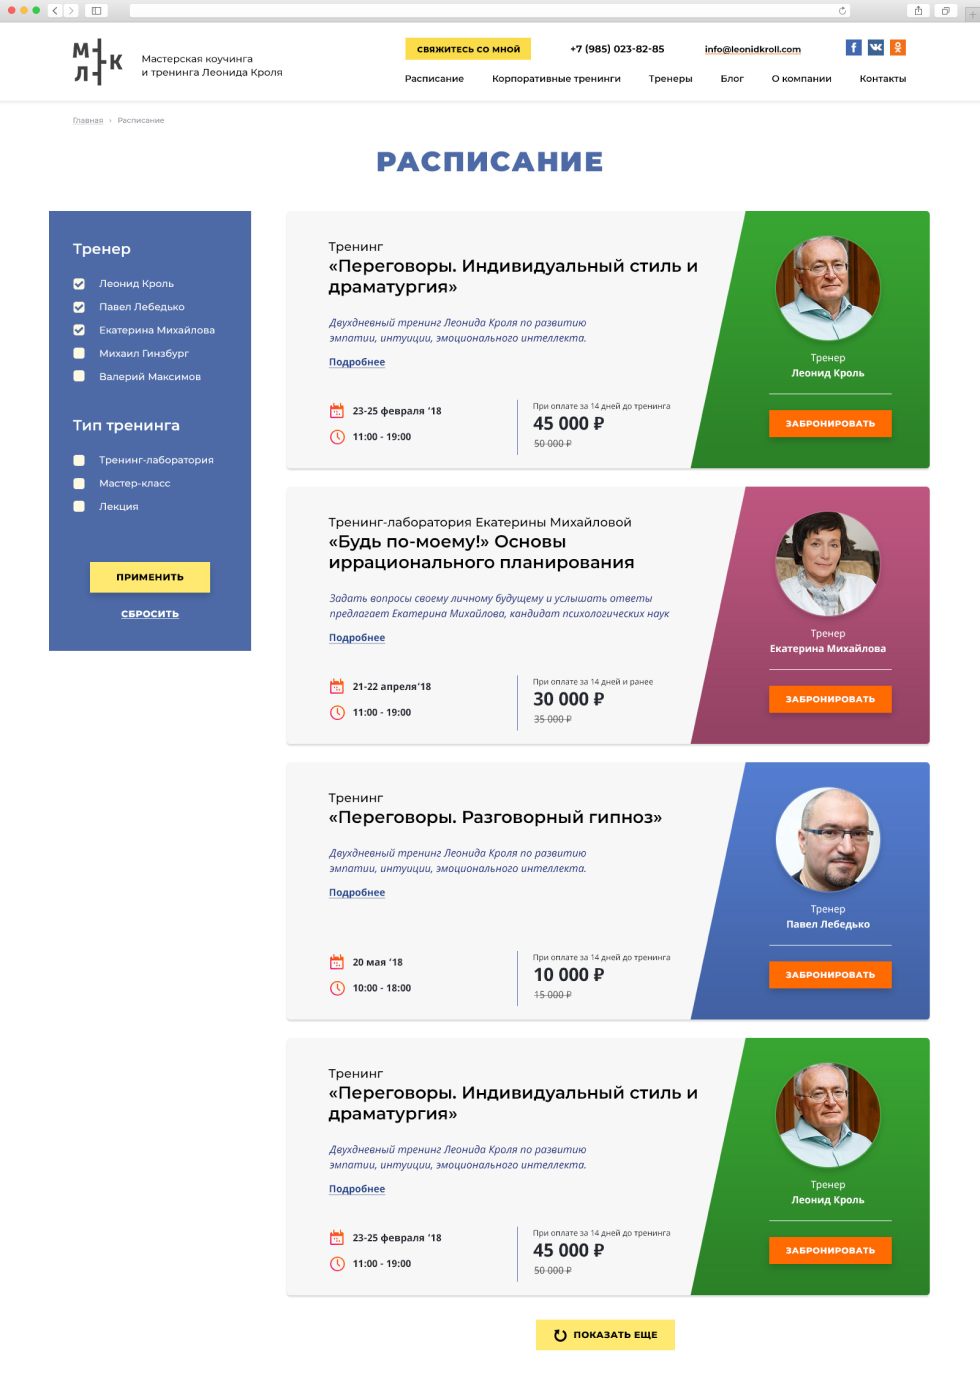 МК
Л
Мастерская коучинга
и тренинга Леонида Кроля
СВЯЖИТЕСЬ СО МНОЙ
+7 (985) 023-82-85
info@leonidkroll.com
Расписание
Корпоративные тренинги
Тренеры
Блог
О компании
Контакты
Главная › Расписание
РАСПИСАНИЕ
Тренер
Леонид Кроль
Павел Лебедько
Екатерина Михайлова
Михаил Гинзбург
Валерий Максимов
Тип тренинга
Тренинг-лаборатория
Мастер-класс
Лекция
ПРИМЕНИТЬ
СБРОСИТЬ
Тренинг
«Переговоры. Индивидуальный стиль и
драматургия»
Двухдневный тренинг Леонида Кроля по развитию
эмпатии, интуиции, эмоционального интеллекта.
Подробнее
23-25 февраля ‘18
11:00 - 19:00
При оплате за 14 дней до тренинга
45 000 ₽
50 000 ₽
Тренер
Леонид Кроль
ЗАБРОНИРОВАТЬ
Тренинг-лаборатория Екатерины Михайловой
«Будь по-моему!» Основы
иррационального планирования
Задать вопросы своему личному будущему и услышать ответы
предлагает Екатерина Михайлова, кандидат психологических наук
Подробнее
21-22 апреля‘18
11:00 - 19:00
При оплате за 14 дней и ранее
30 000 ₽
35 000 ₽
Тренер
Екатерина Михайлова
ЗАБРОНИРОВАТЬ
Тренинг
«Переговоры. Разговорный гипноз»
Двухдневный тренинг Леонида Кроля по развитию
эмпатии, интуиции, эмоционального интеллекта.
Подробнее
20 мая ‘18
10:00 - 18:00
При оплате за 14 дней до тренинга
10 000 ₽
15 000 ₽
Тренер
Павел Лебедько
ЗАБРОНИРОВАТЬ
Тренинг
«Переговоры. Индивидуальный стиль и
драматургия»
Двухдневный тренинг Леонида Кроля по развитию
эмпатии, интуиции, эмоционального интеллекта.
Подробнее
23-25 февраля ‘18
11:00 - 19:00
При оплате за 14 дней до тренинга
45 000 ₽
50 000 ₽
Тренер
Леонид Кроль
ЗАБРОНИРОВАТЬ
ПОКАЗАТЬ ЕЩЕ